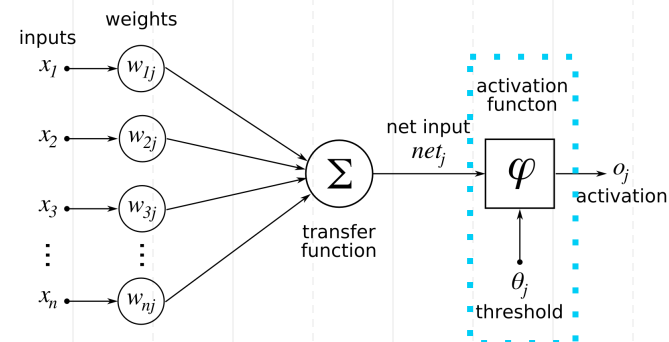 weights
inputs
x1
w1j
x2
w2j
x3
w3j
xn
wnj
Σ
transfer
function
net input
netj
activation
functon
φ
oj
activation
θj
threshold